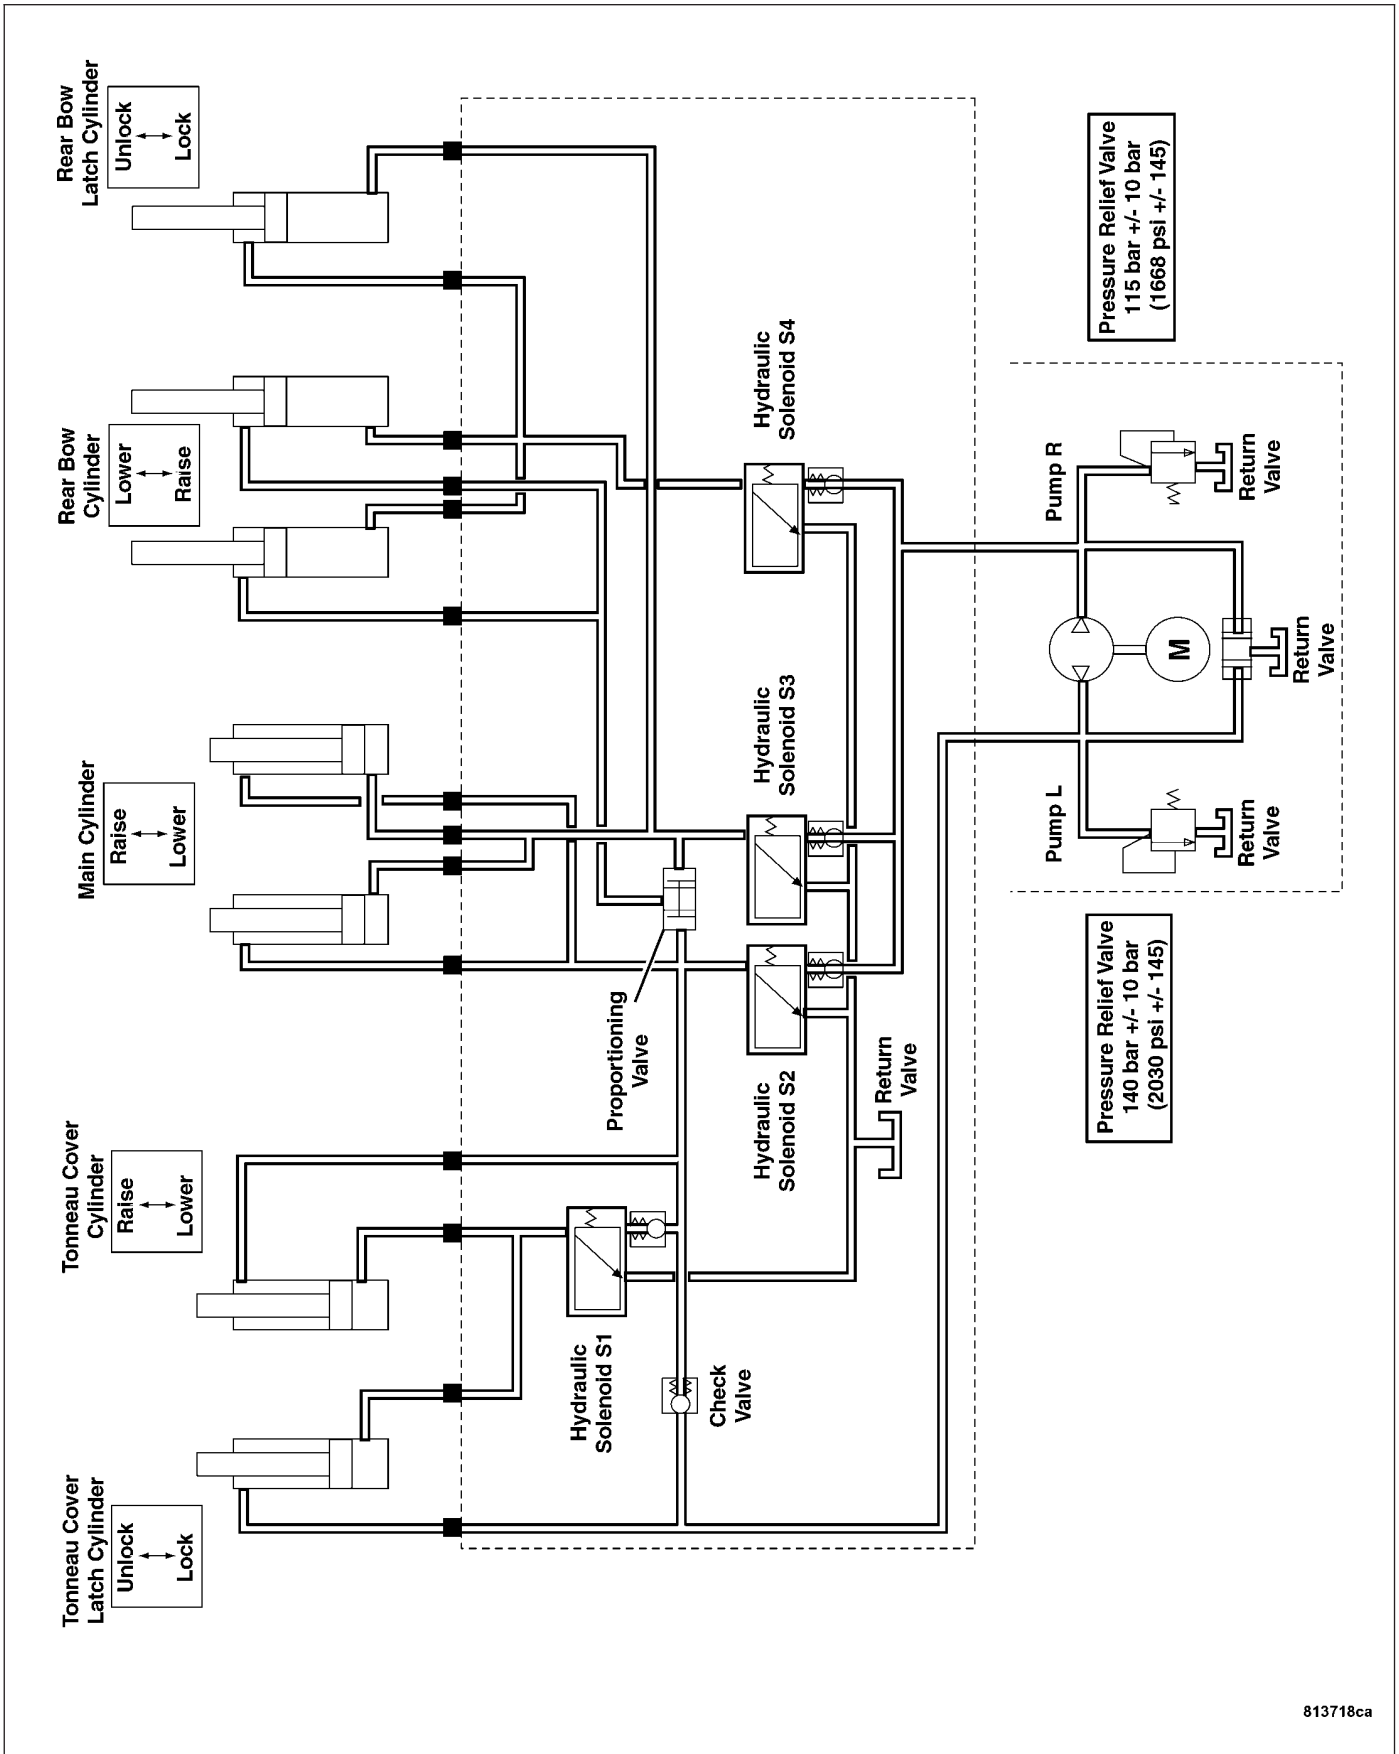 Tonneau Cover
Latch Cylinder
Unlock
Lock
Tonneau Cover
Cylinder
Raise
Lower
Main Cylinder
Raise
Lower
Rear Bow
Cylinder
Lower
Raise
Rear Bow
Latch Cylinder
Unlock
Lock
Hydraulic
Solenoid S1
Check
Valve
Proportioning
Valve
Hydraulic
Solenoid S2
Hydraulic
Solenoid S3
Hydraulic
Solenoid S4
Return
Valve
Pump L
Pump R
M
Return
Valve
Return
Valve
Return
Valve
Pressure Relief Valve
140 bar +/- 10 bar
(2030 psi +/- 145)
Pressure Relief Valve
115 bar +/- 10 bar
(1668 psi +/- 145)
813718ca